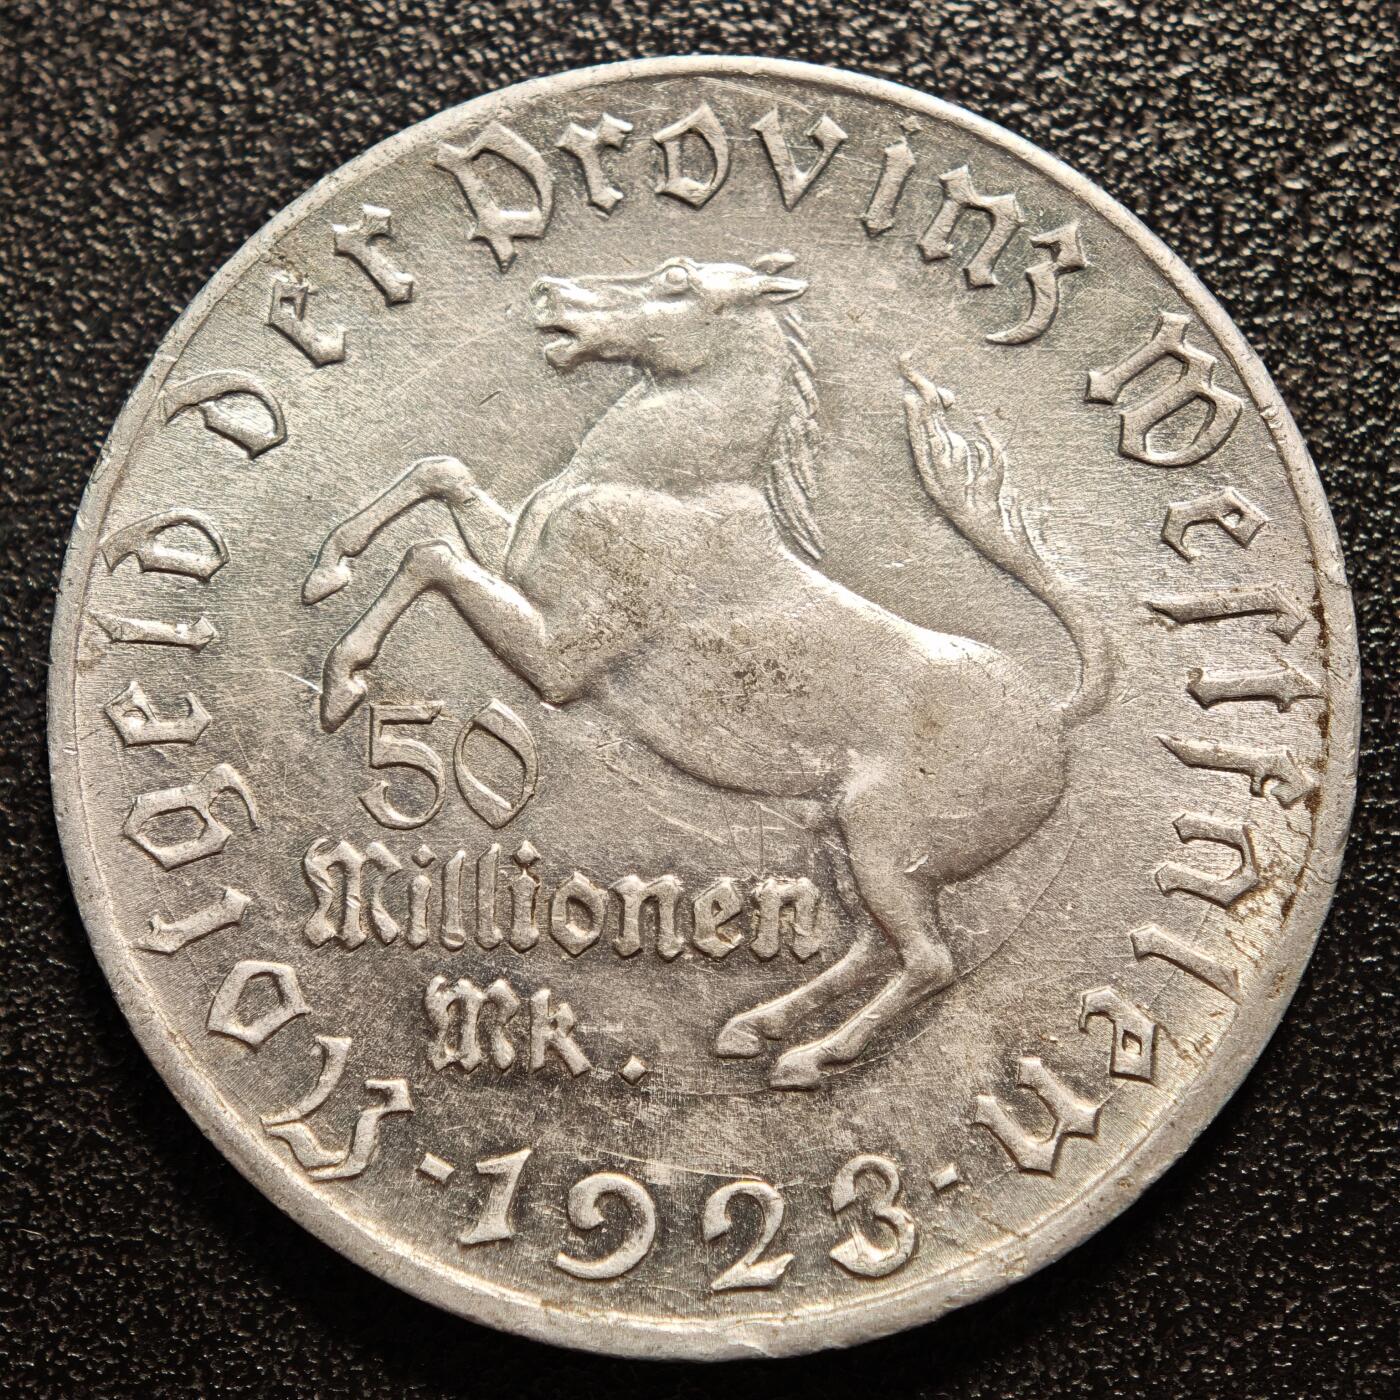 Notgeld der Provinz Westfalen
50
Millionen
Mk.
· 1923 ·